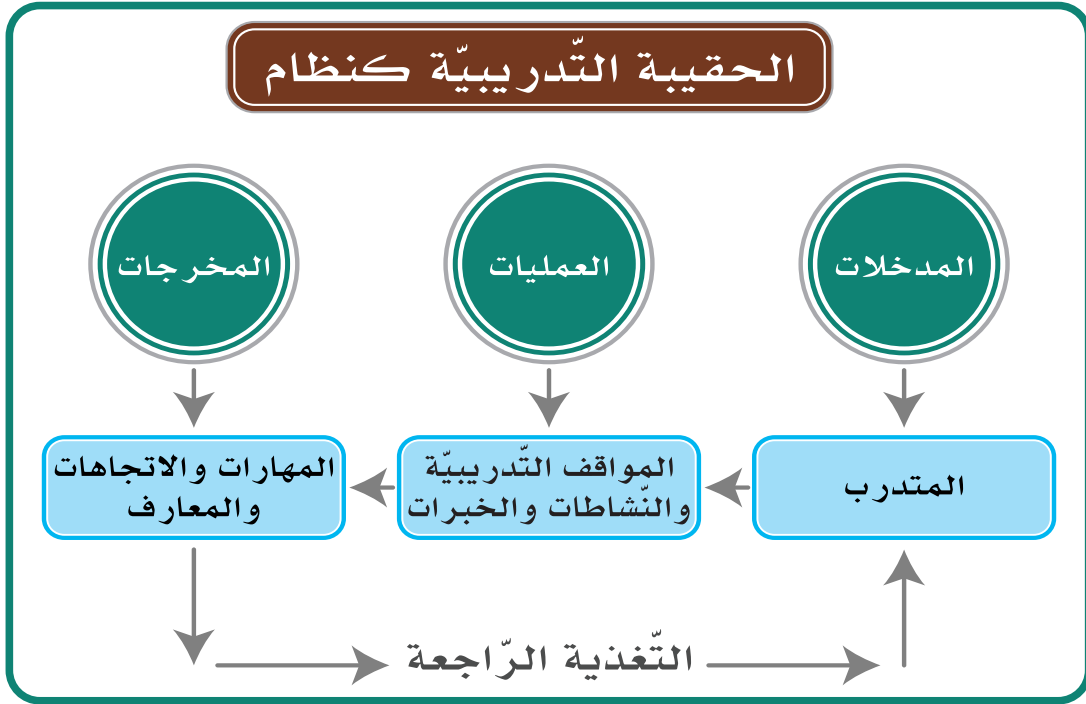 الحقيبة التّدريبيّة كنظام
المدخلات
العمليات
المخرجات
المتدرب
المواقف التّدريبيّة
والنّشاطات والخبرات
المهارات والاتجاهات
والمعارف
التّغذية الرّاجعة